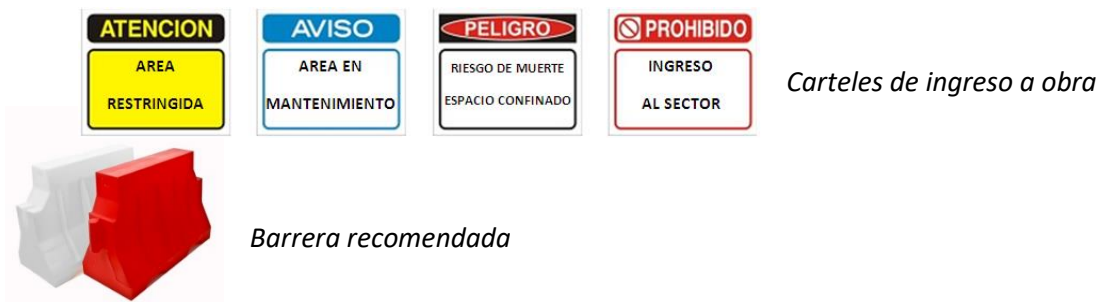 ATENCION
AREA
RESTRINGIDA
AVISO
AREA EN
MANTENIMIENTO
PELIGRO
RIESGO DE MUERTE
ESPACIO CONFINADO
PROHIBIDO
INGRESO
AL SECTOR
Carteles de ingreso a obra
Barrera recomendada